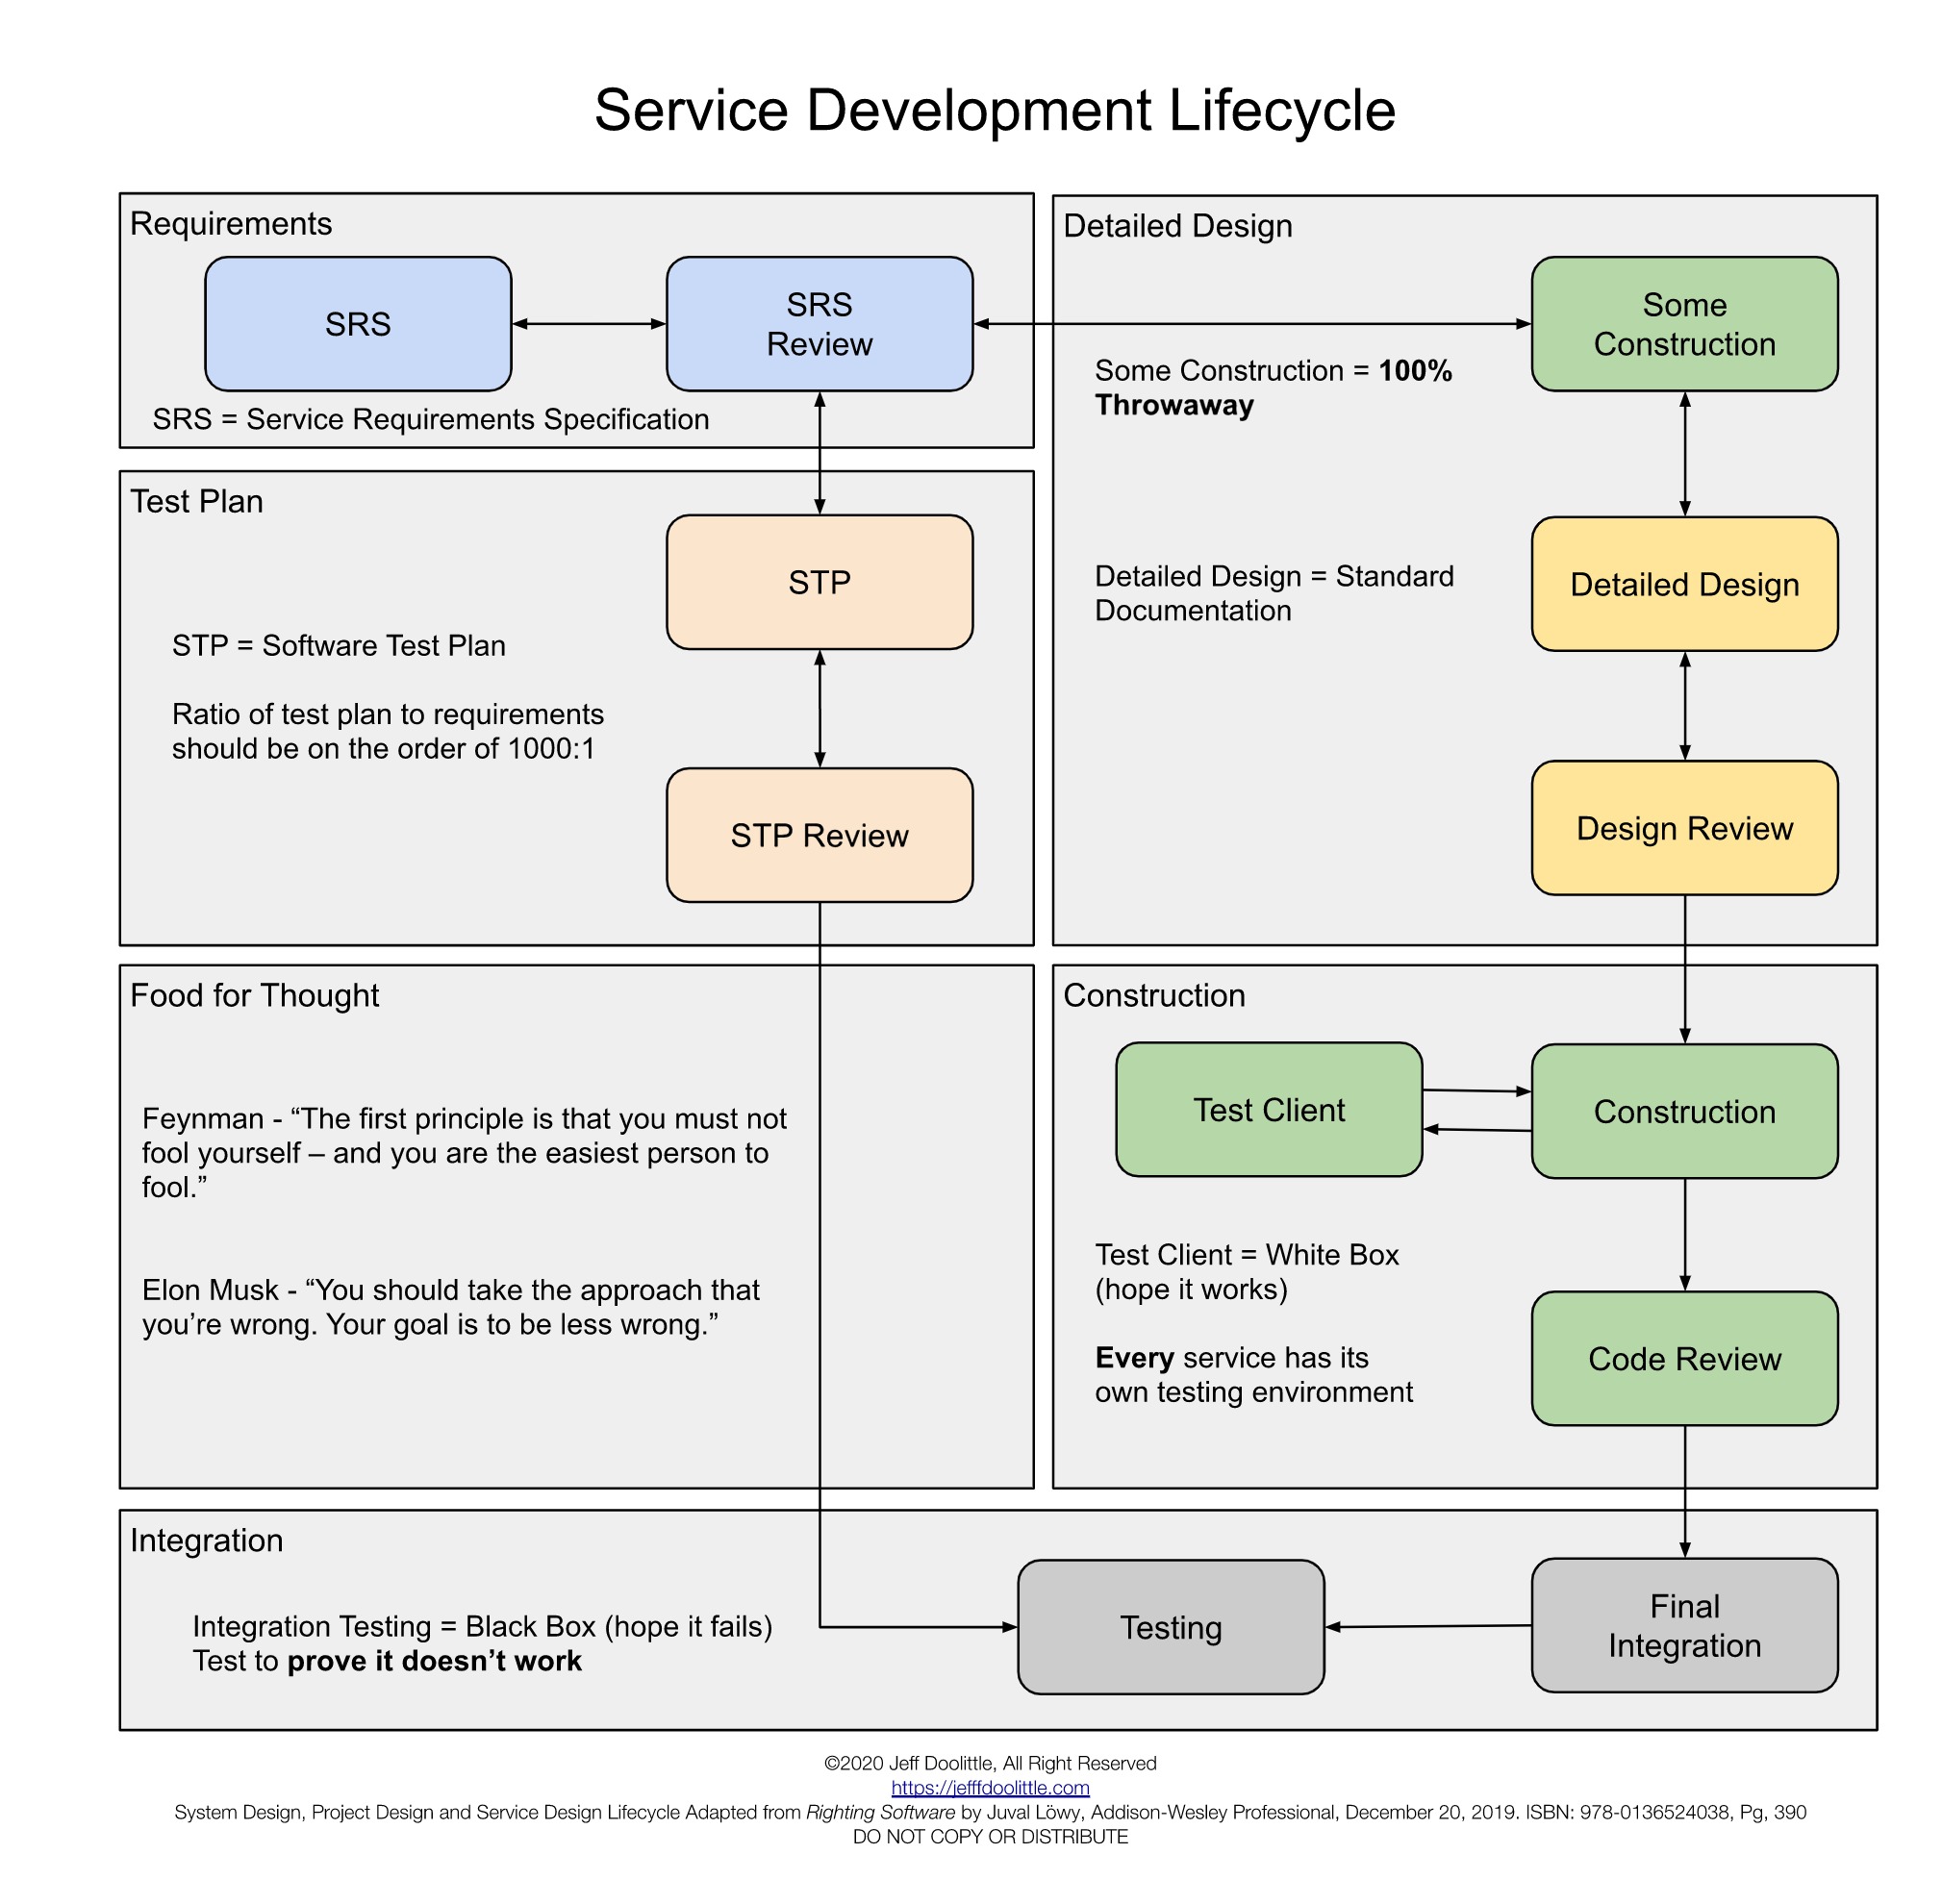 Service Development Lifecycle
Requirements
SRS
SRS
Review
SRS = Service Requirements Specification
Detailed Design
Some
Construction
Some Construction = 100%
Throwaway
Detailed Design = Standard
Documentation
Detailed Design
Design Review
Test Plan
STP
STP = Software Test Plan
Ratio of test plan to requirements
should be on the order of 1000:1
STP Review
Food for Thought
Feynman - “The first principle is that you must not
fool yourself – and you are the easiest person to
fool.”
Elon Musk - “You should take the approach that
you’re wrong. Your goal is to be less wrong.”
Construction
Test Client
Construction
Test Client = White Box
(hope it works)
Every service has its
own testing environment
Code Review
Integration
Integration Testing = Black Box (hope it fails)
Test to prove it doesn’t work
Testing
Final
Integration
©2020 Jeff Doolittle, All Right Reserved
https://jefffdoolittle.com
System Design, Project Design and Service Design Lifecycle Adapted from Righting Software by Juval Löwy, Addison-Wesley Professional, December 20, 2019. ISBN: 978-0136524038, Pg, 390
DO NOT COPY OR DISTRIBUTE